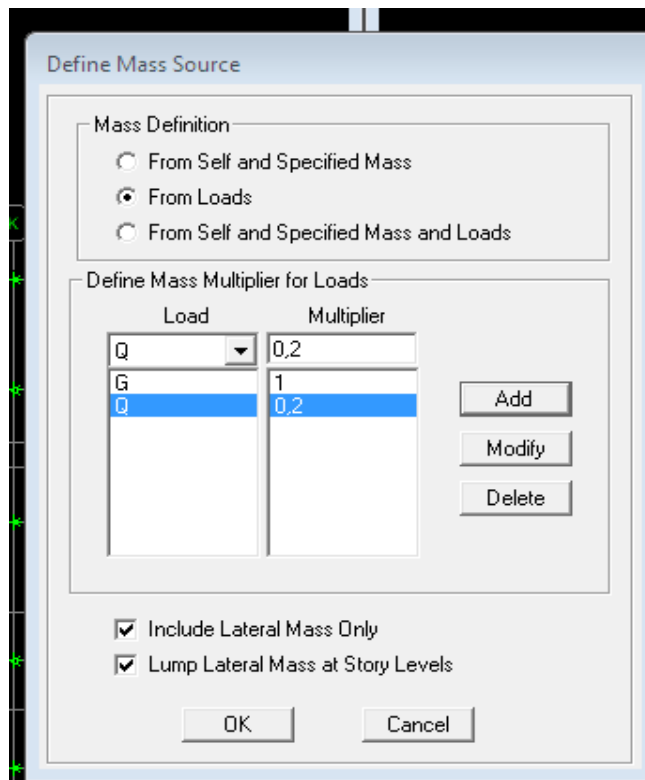 Define Mass Source
Mass Definition
From Self and Specified Mass
From Loads
From Self and Specified Mass and Loads
Define Mass Multiplier for Loads
Load Multiplier
Q 0,2
G 1
Q 0,2
Add
Modify
Delete
Include Lateral Mass Only
Lump Lateral Mass at Story Levels
OK Cancel